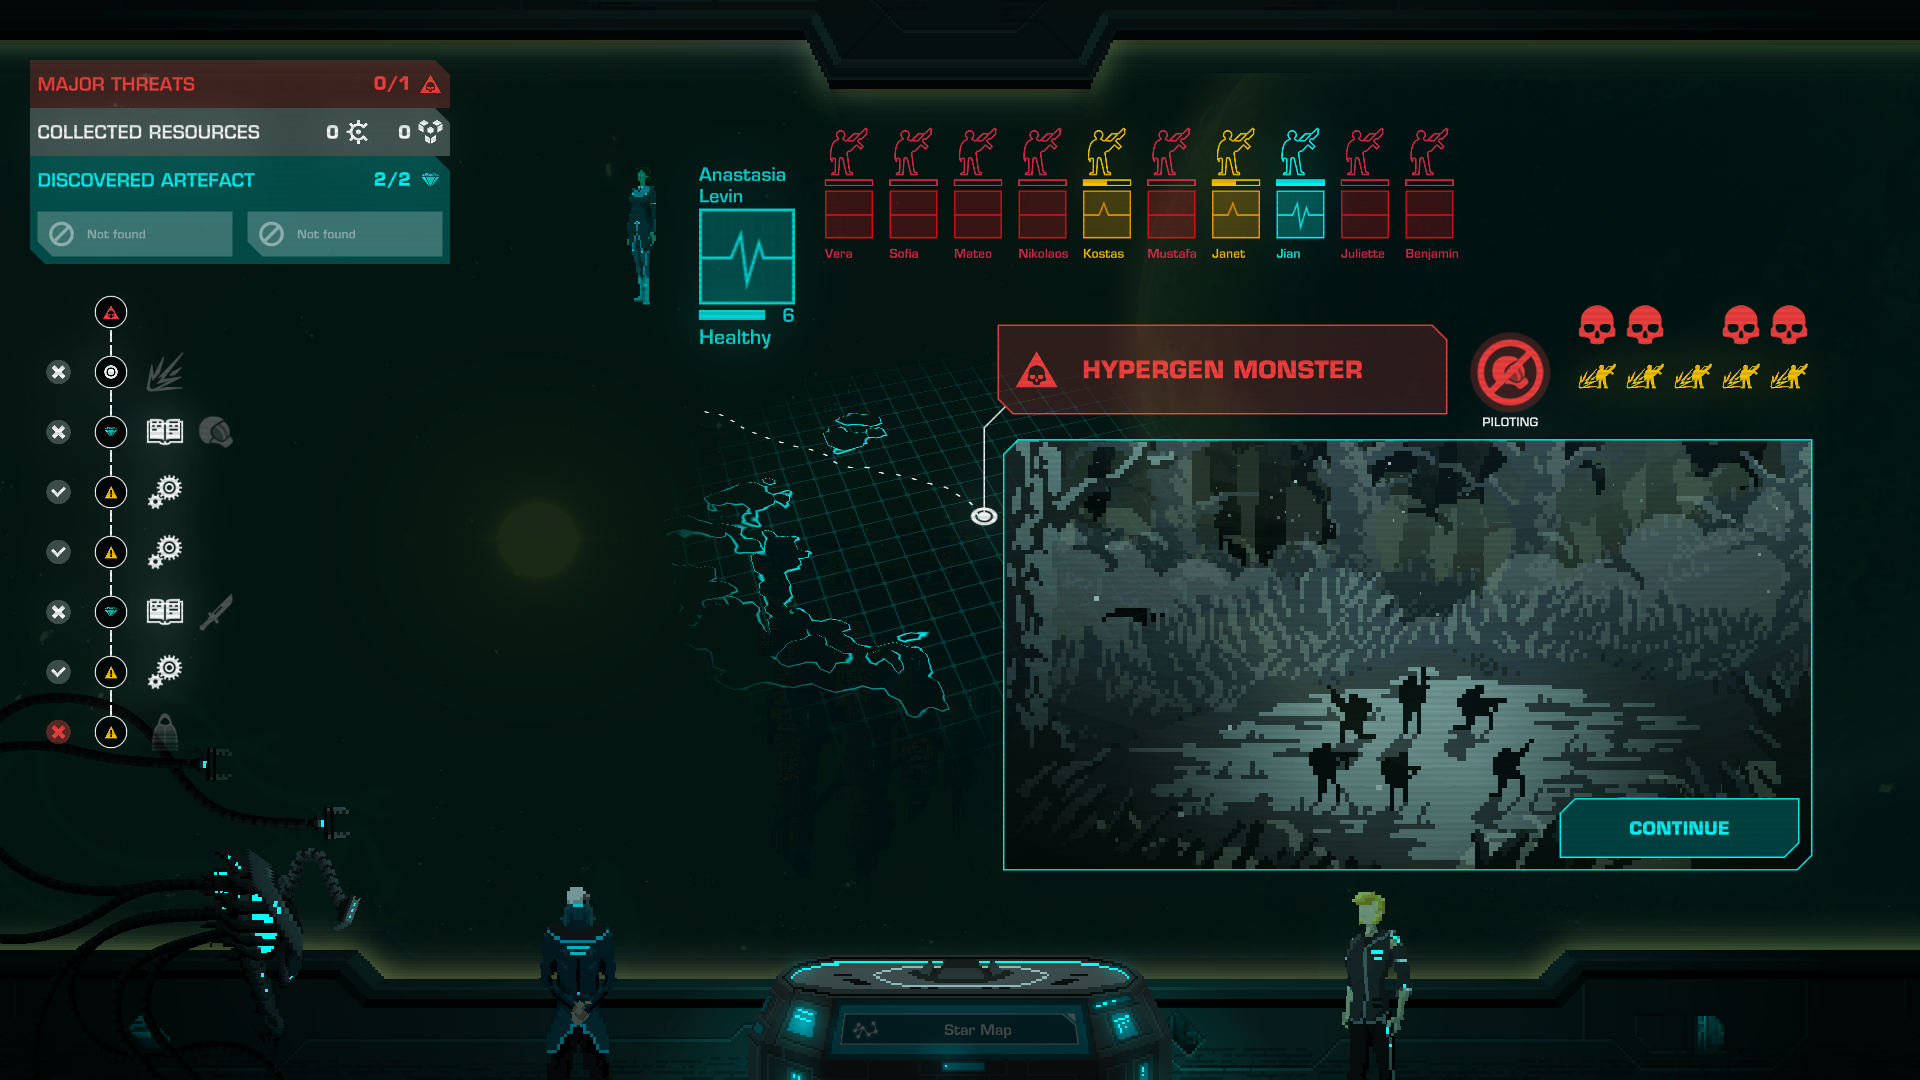 MAJOR THREATS 0/1
COLLECTED RESOURCES 0 0
DISCOVERED ARTEFACT 2/2
Not found Not found
Anastasia
Levin
6
Healthy
Vera Sofia Mateo Nikolaos Kostas Mustafa Janet Jian Juliette Benjamin
HYPERGEN MONSTER
PILOTING
CONTINUE
Star Map